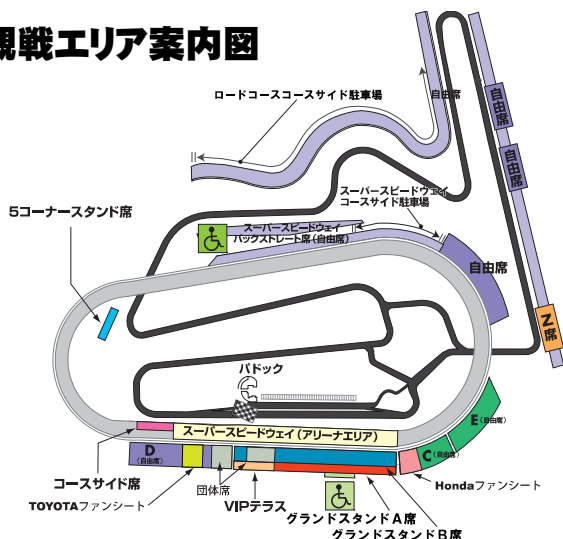 観戦エリア案内図
ロードコースコースサイド駐車場
自由席
自由席
自由席
スーパースピードウェイ
コースサイド駐車場
5コーナースタンド席
スーパースピードウェイ
バックストレート席(自由席)
自由席
Z席
パドック
スーパースピードウェイ(アリーナエリア)
E(自由席)
C(自由席)
D
(自由席)
コースサイド席
TOYOTAファンシート
団体席
VIPテラス
Hondaファンシート
グランドスタンドA席
グランドスタンドB席